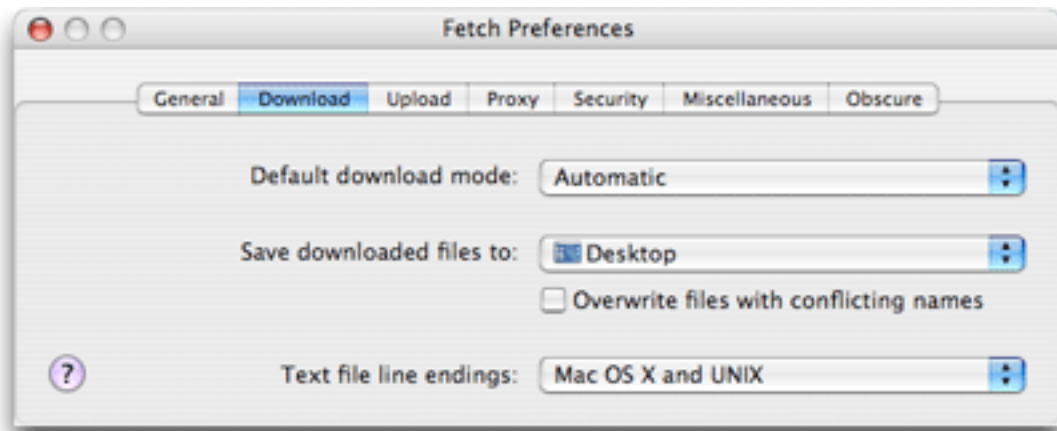 Fetch Preferences
General Download Upload Proxy Security Miscellaneous Obscure
Default download mode: Automatic
Save downloaded files to: Desktop
Overwrite files with conflicting names
? Text file line endings: Mac OS X and UNIX